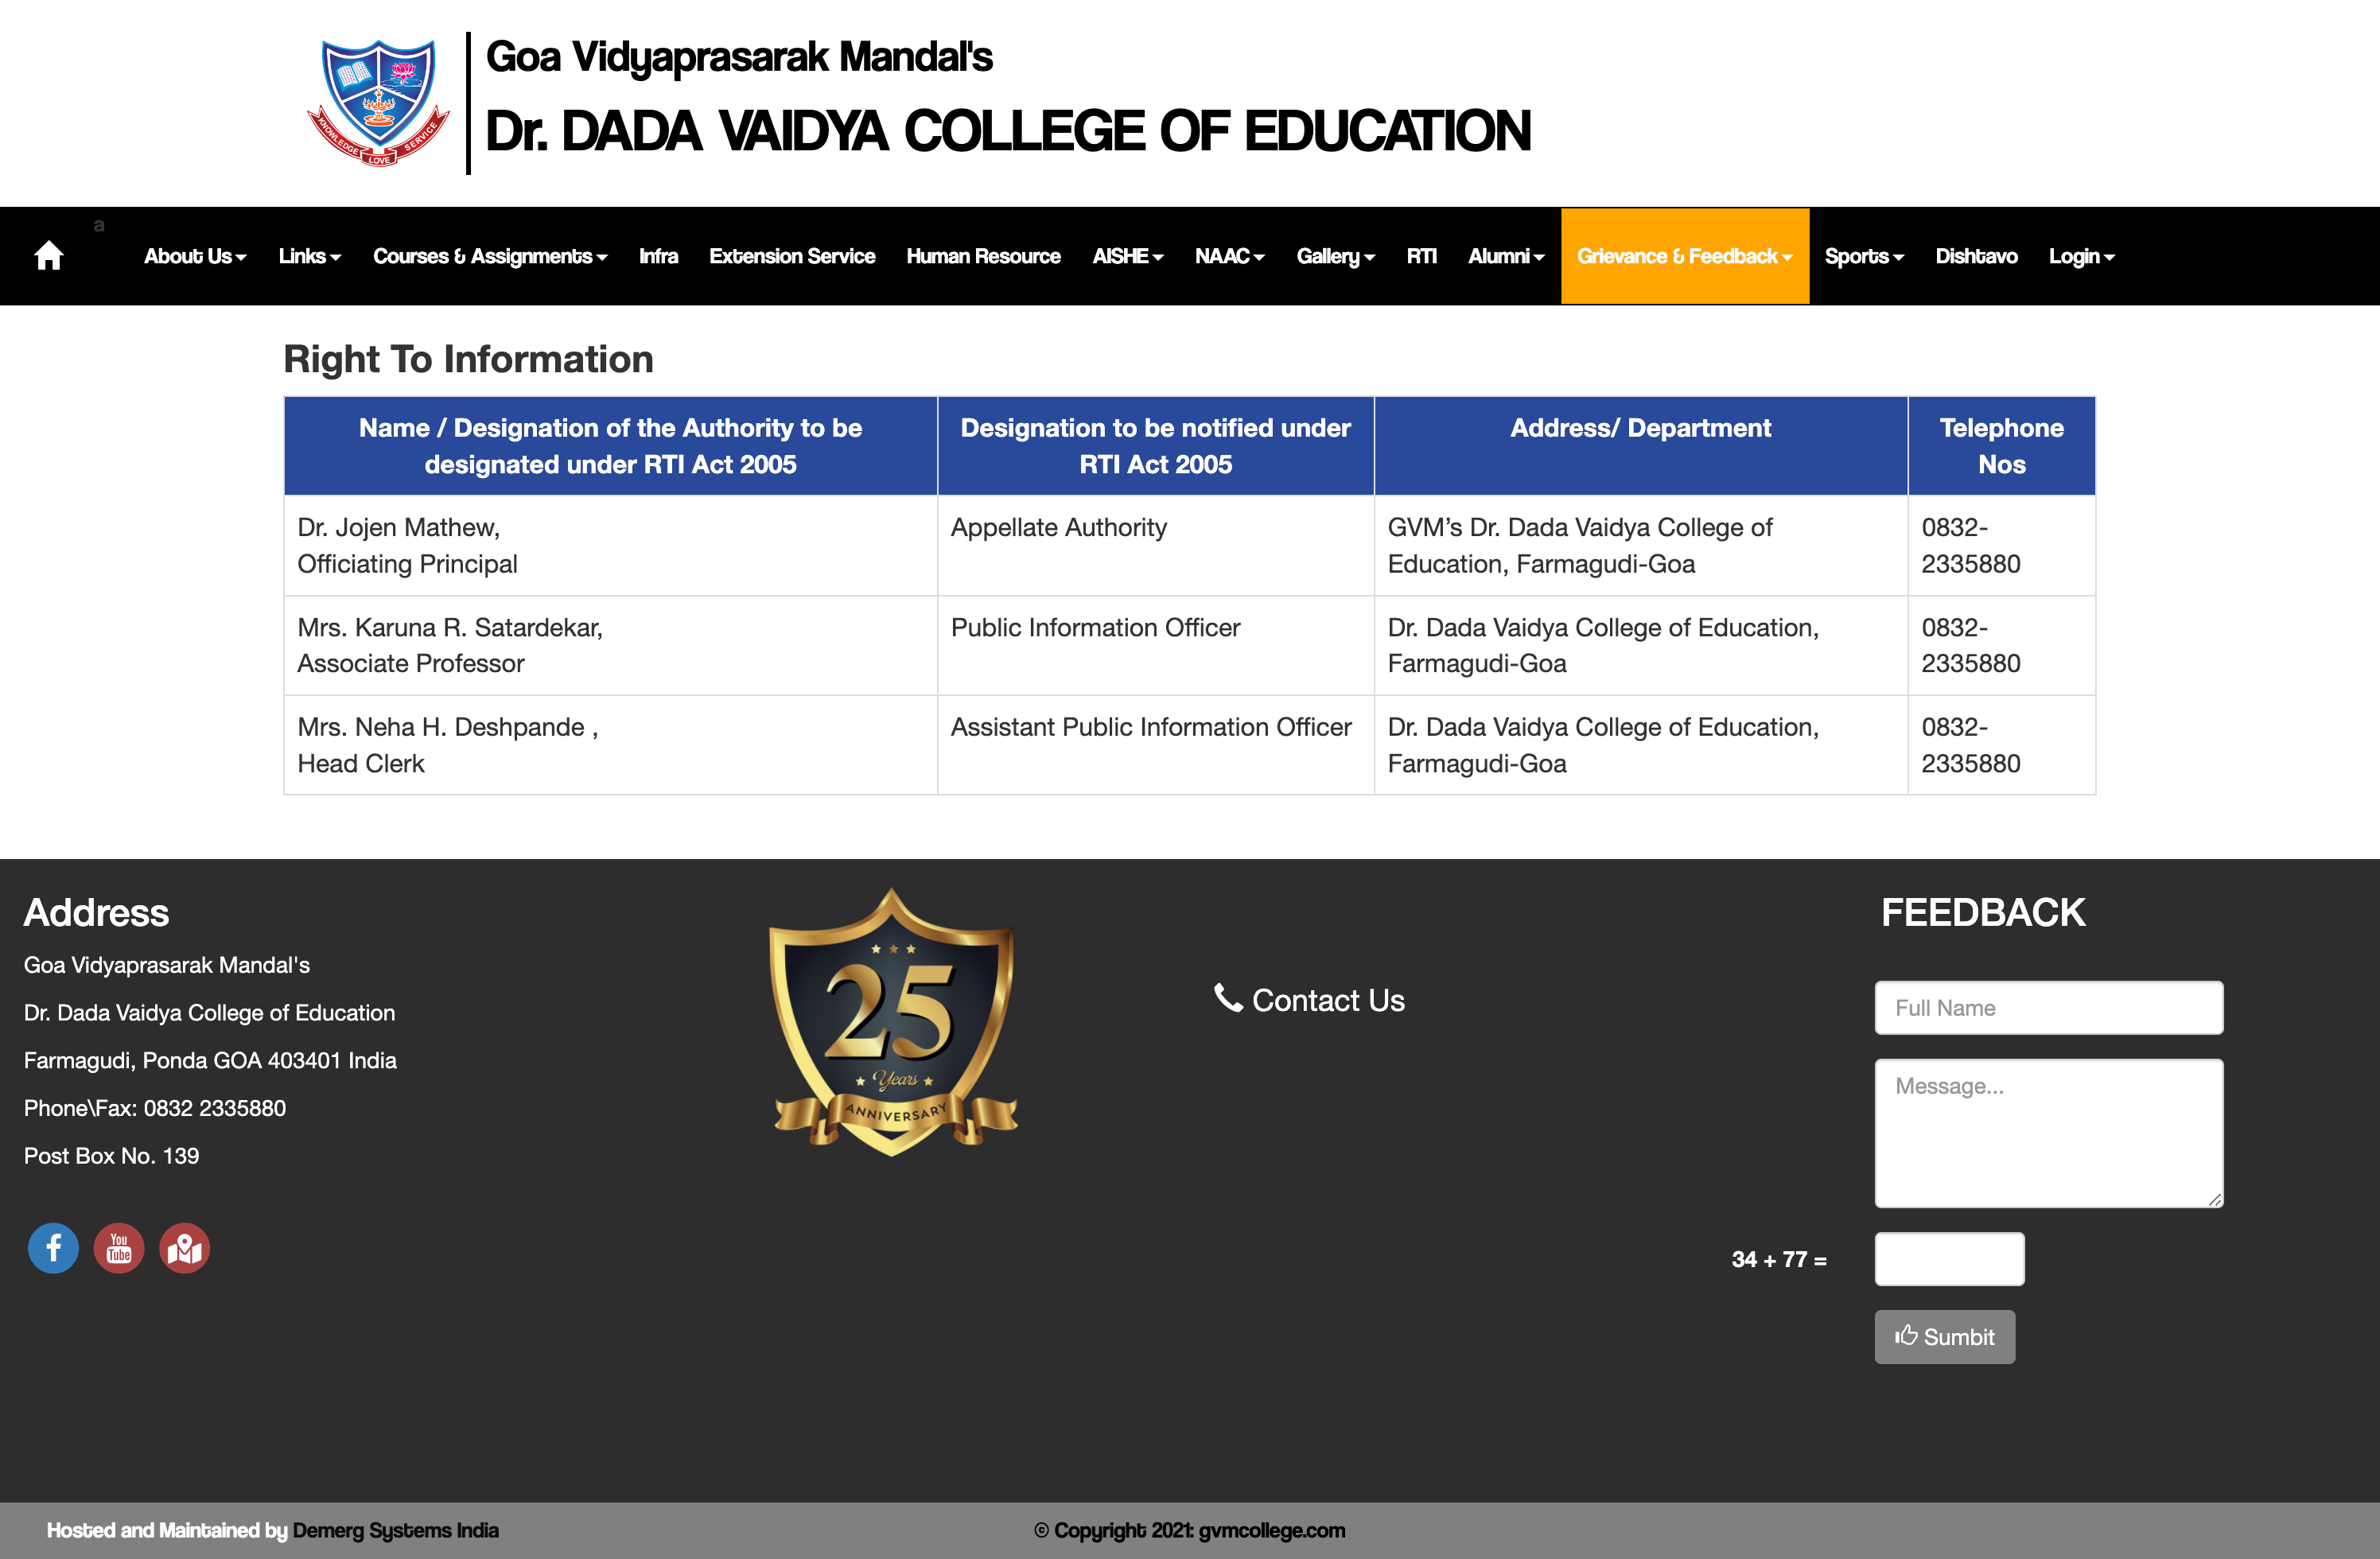 KNOWLEDGE LOVE SERVICE
Goa Vidyaprasarak Mandal's
Dr. DADA VAIDYA COLLEGE OF EDUCATION
a
About Us Links Courses & Assignments Infra Extension Service Human Resource AISHE NAAC Gallery RTI Alumni Grievance & Feedback Sports Dishtavo Login
Right To Information
Name / Designation of the Authority to be
designated under RTI Act 2005
Designation to be notified under
RTI Act 2005
Address/ Department
Telephone
Nos
Dr. Jojen Mathew,
Officiating Principal
Appellate Authority
GVM’s Dr. Dada Vaidya College of
Education, Farmagudi-Goa
0832-
2335880
Mrs. Karuna R. Satardekar,
Associate Professor
Public Information Officer
Dr. Dada Vaidya College of Education,
Farmagudi-Goa
0832-
2335880
Mrs. Neha H. Deshpande ,
Head Clerk
Assistant Public Information Officer
Dr. Dada Vaidya College of Education,
Farmagudi-Goa
0832-
2335880
Address
Goa Vidyaprasarak Mandal's
Dr. Dada Vaidya College of Education
Farmagudi, Ponda GOA 403401 India
Phone\Fax: 0832 2335880
Post Box No. 139
You
Tube
25
Years
ANNIVERSARY
Contact Us
FEEDBACK
Full Name
Message...
34 + 77 =
Sumbit
Hosted and Maintained by Demerg Systems India
© Copyright 2021: gvmcollege.com